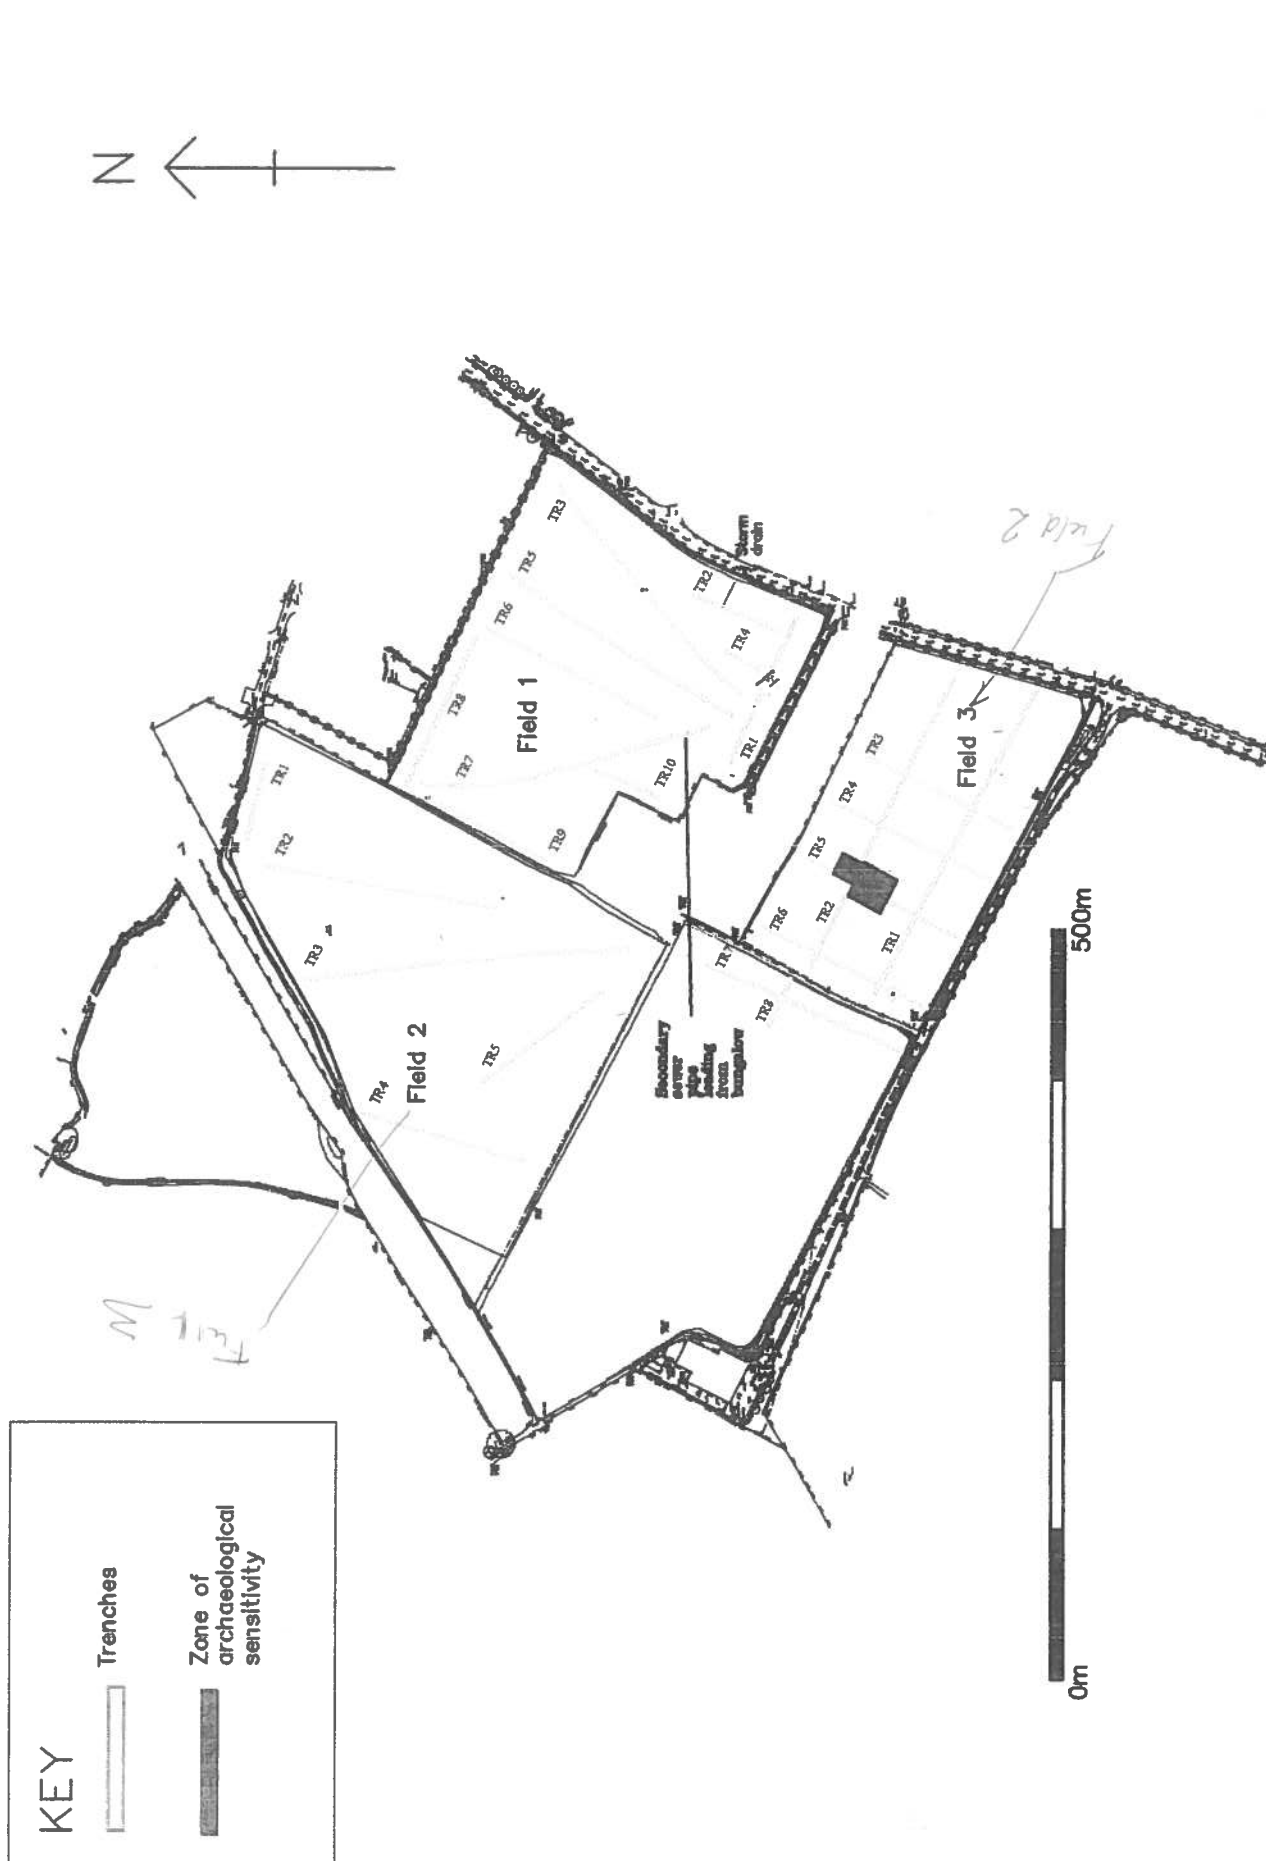 N
KEY
Trenches
Zone of
archaeological
sensitivity
TR1
TR2
TR3
TR4
Field 2
TR5
TR3
TR5
TR6
TR8
TR7
Field 1
TR9
TR10
TR1
TR2
TR4
Storm
drain
Secondary
sewer
pipe
leading
from
bungalow
TR3
TR4
TR5
TR6
TR2
TR1
Field 3
TR7
TR8
Field 2
0m
500m